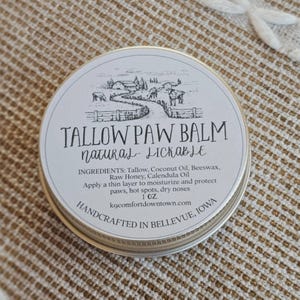 TALLOW PAW BALM
NATURAL - LICKABLE
INGREDIENTS: Tallow, Coconut Oil, Beeswax,
Raw Honey, Calendula Oil
Apply a thin layer to moisturize and protect
paws, hot spots, dry noses
1 OZ
kqcomfortdowntown.com
HANDCRAFTED IN BELLEVUE, IOWA